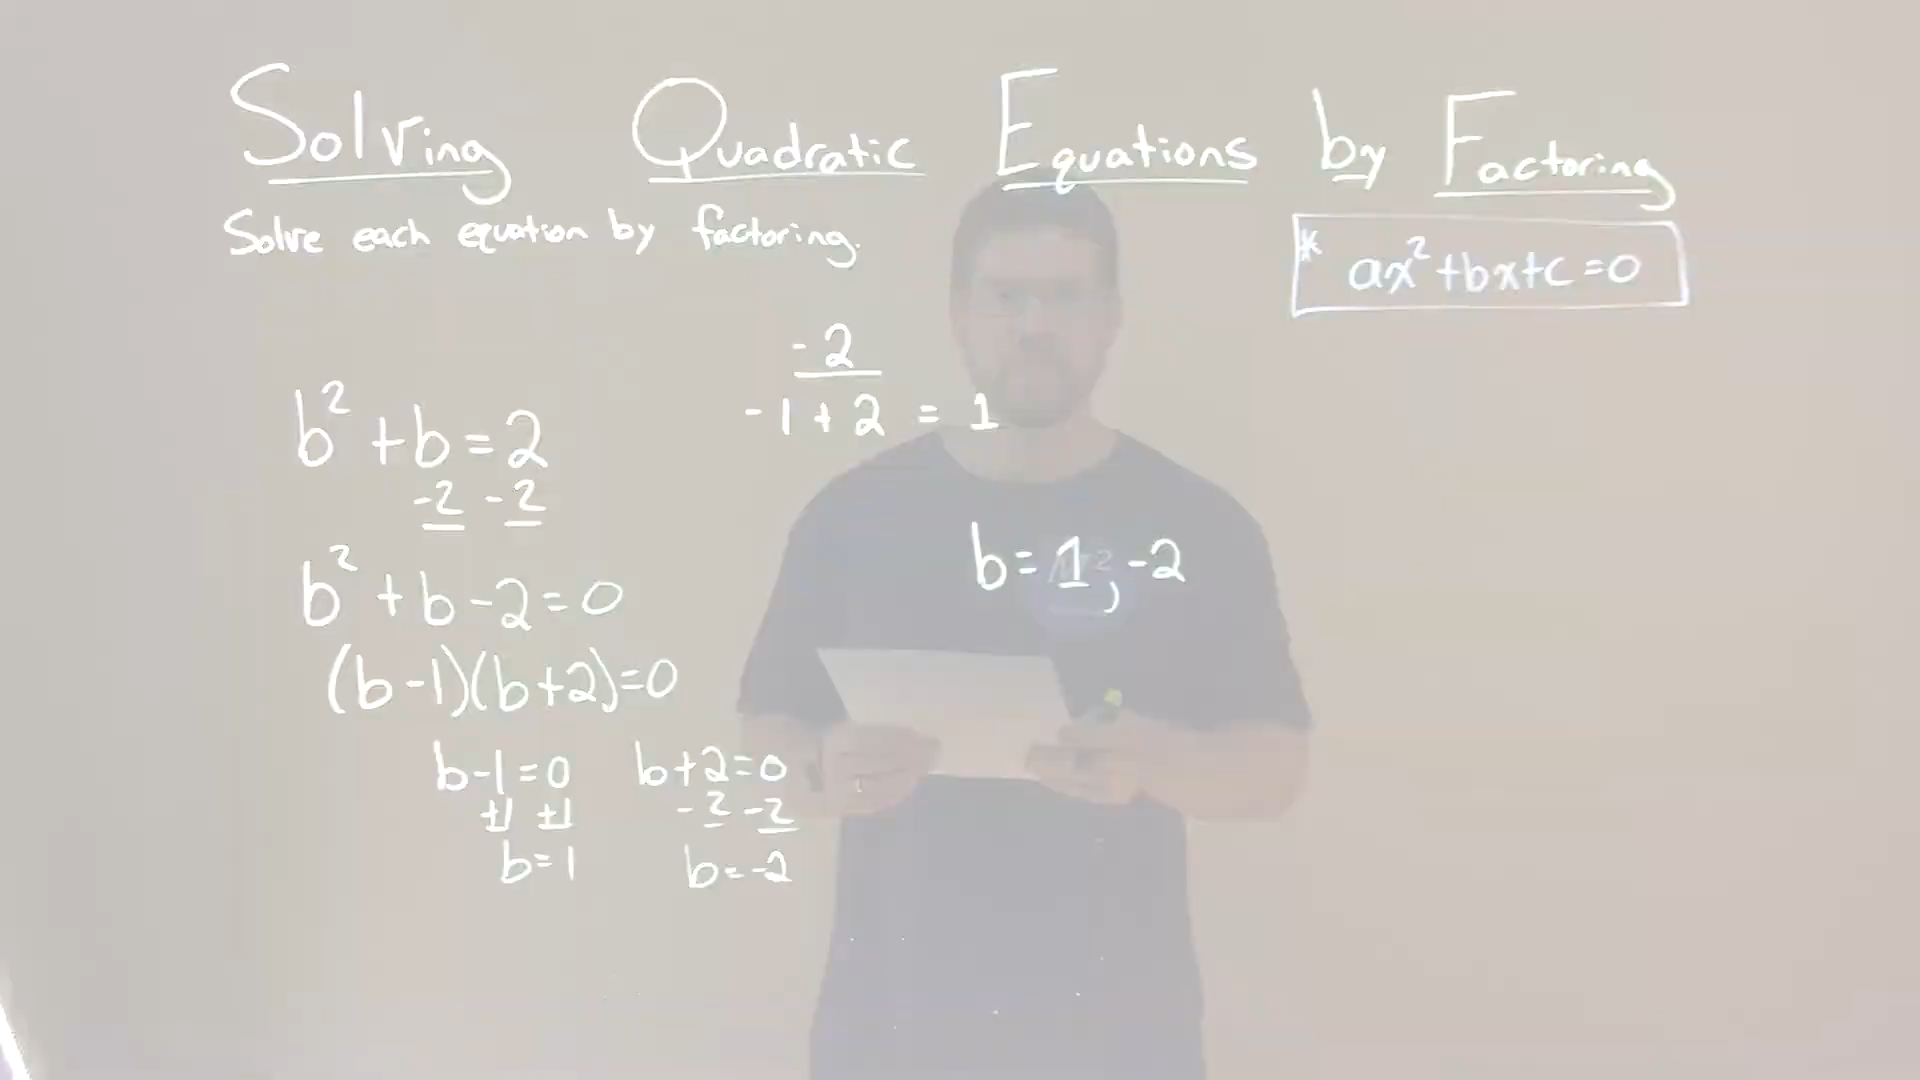 Solving Quadratic Equations by Factoring
Solve each equation by factoring.
* ax²+bx+c=0
-2
-1+2 = 1
b²+b=2
-2 -2
b²+b-2=0
(b-1)(b+2)=0
b-1=0 b+2=0
+1 +1 -2 -2
b=1 b=-2
b=1,-2